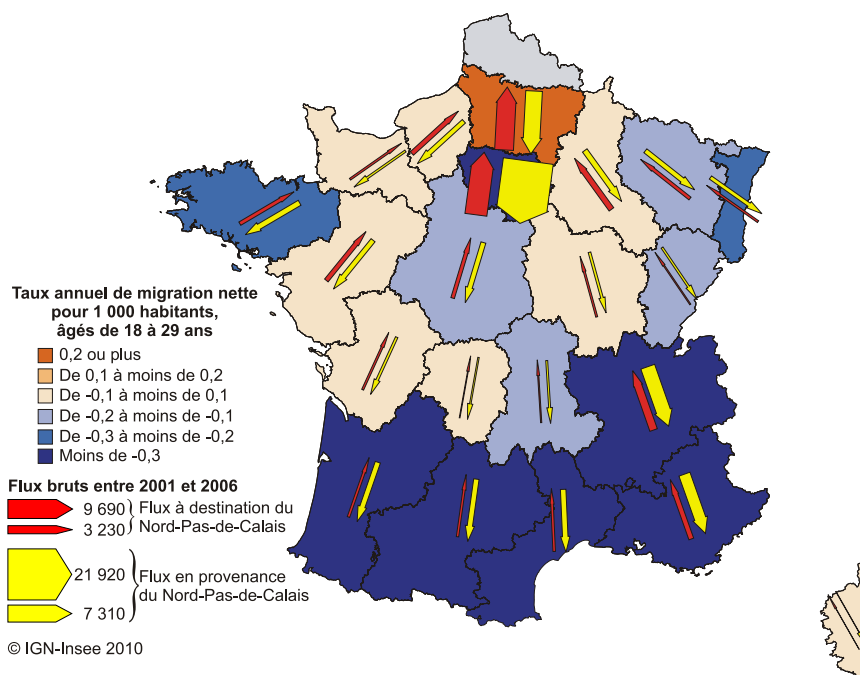 Taux annuel de migration nette
pour 1 000 habitants,
âgés de 18 à 29 ans
0,2 ou plus
De 0,1 à moins de 0,2
De -0,1 à moins de 0,1
De -0,2 à moins de -0,1
De -0,3 à moins de -0,2
Moins de -0,3
Flux bruts entre 2001 et 2006
9 690
3 230
Flux à destination du
Nord-Pas-de-Calais
21 920
7 310
Flux en provenance
du Nord-Pas-de-Calais
© IGN-Insee 2010